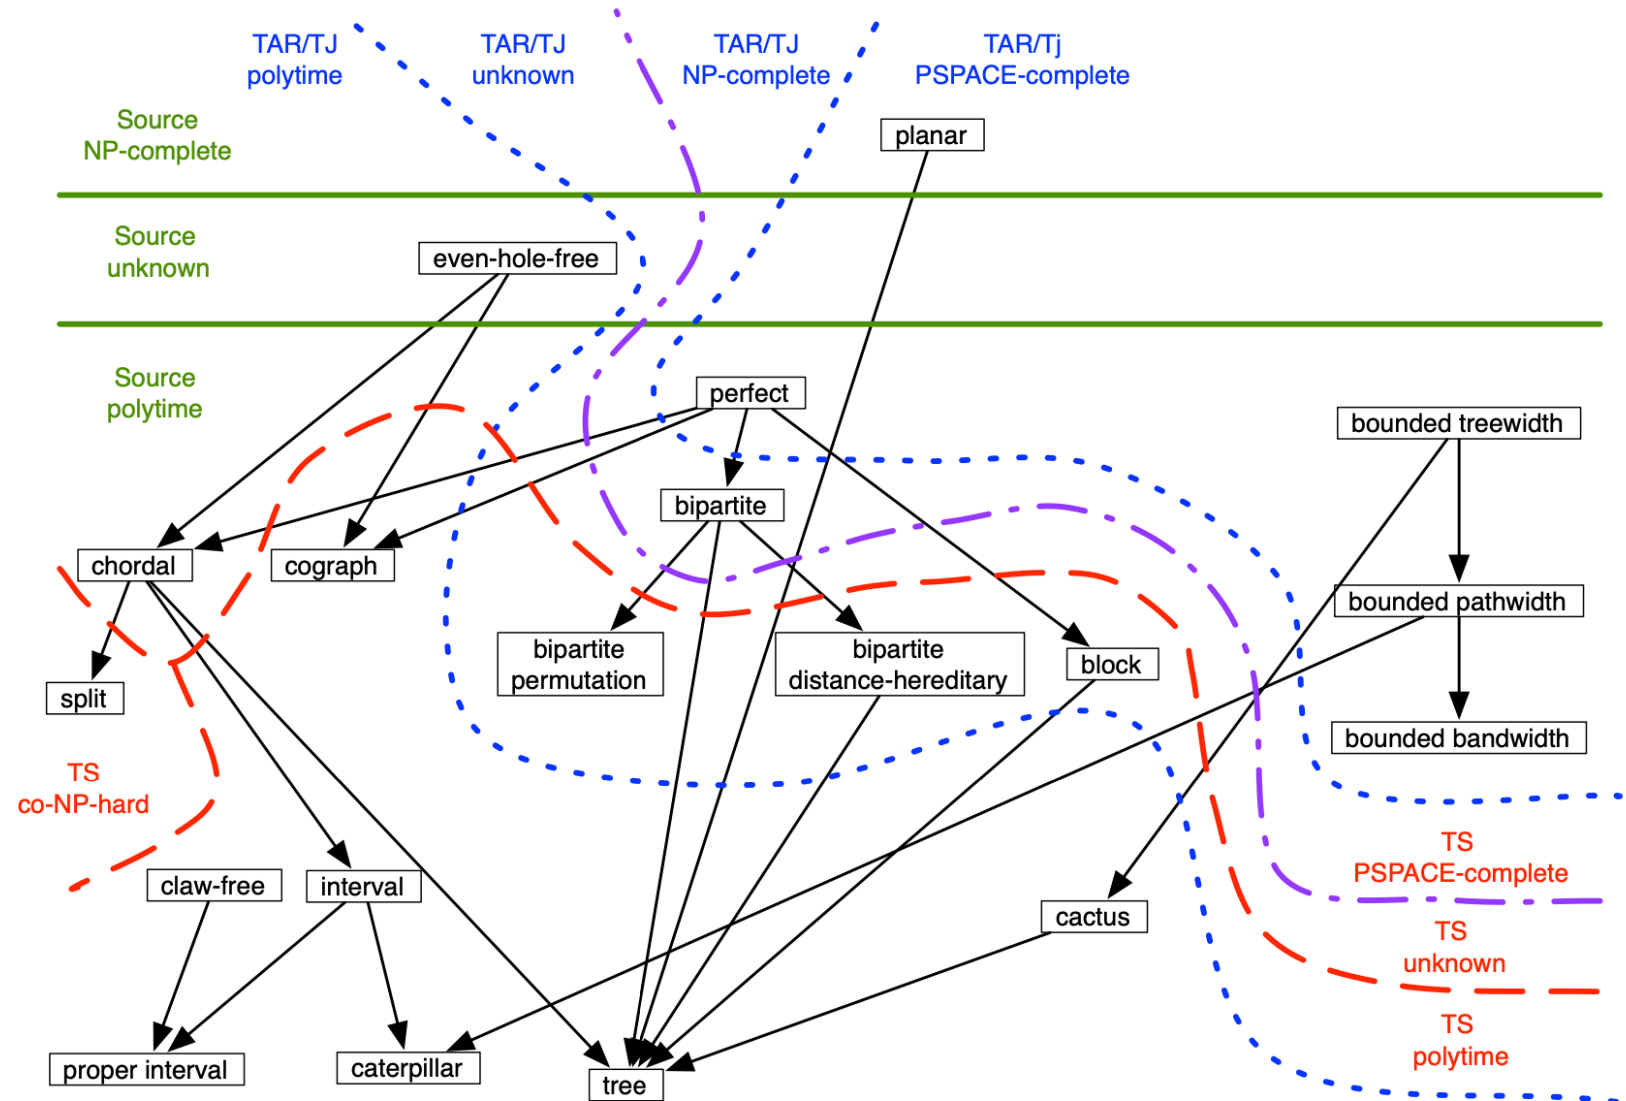 TAR/TJ
polytime
TAR/TJ
unknown
TAR/TJ
NP-complete
TAR/Tj
PSPACE-complete
Source
NP-complete
planar
Source
unknown
even-hole-free
Source
polytime
perfect
bounded treewidth
bipartite
chordal
cograph
bounded pathwidth
bipartite
permutation
bipartite
distance-hereditary
block
split
bounded bandwidth
TS
co-NP-hard
TS
PSPACE-complete
claw-free
interval
cactus
TS
unknown
TS
polytime
proper interval
caterpillar
tree